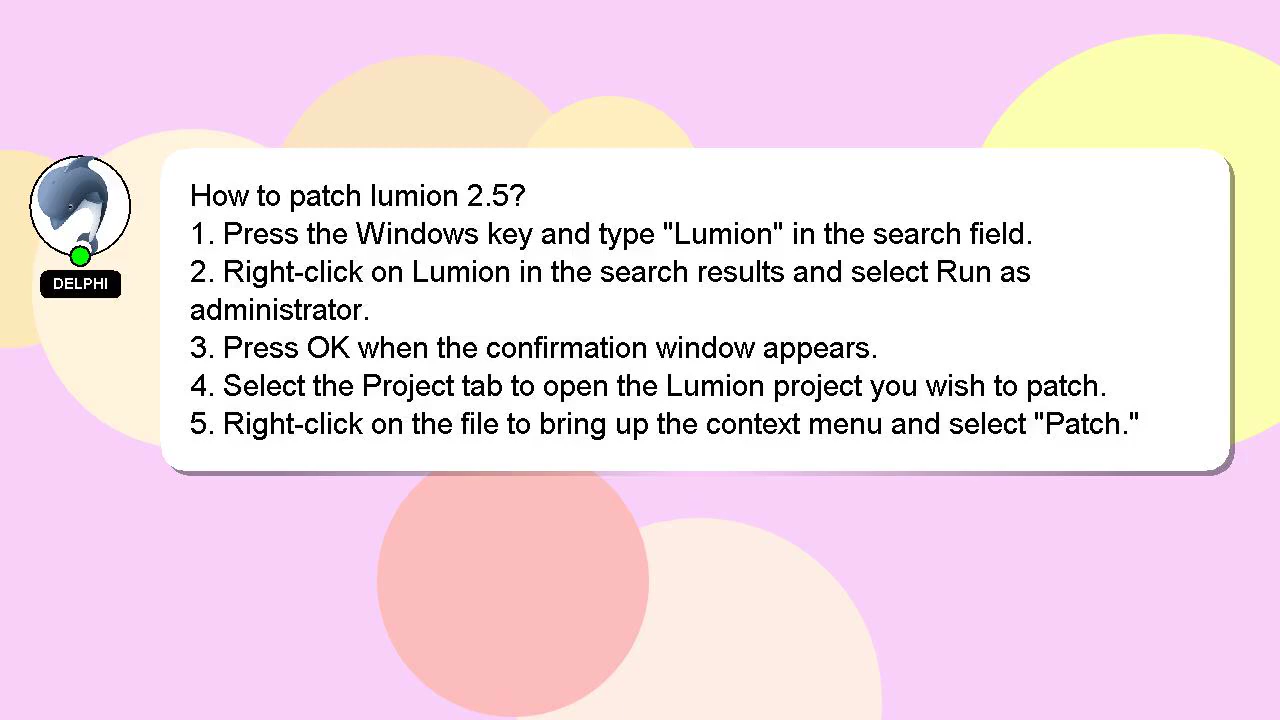 DELPHI
How to patch lumion 2.5?
1. Press the Windows key and type "Lumion" in the search field.
2. Right-click on Lumion in the search results and select Run as
administrator.
3. Press OK when the confirmation window appears.
4. Select the Project tab to open the Lumion project you wish to patch.
5. Right-click on the file to bring up the context menu and select "Patch."